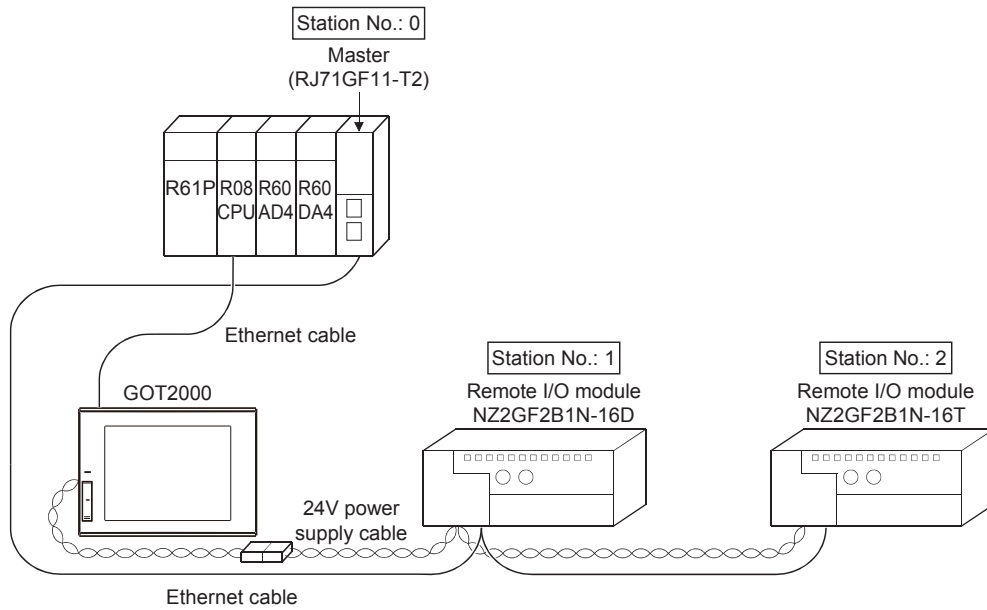 Station No.: 0
Master
(RJ71GF11-T2)
R61P
R08
CPU
R60
AD4
R60
DA4
Ethernet cable
GOT2000
Station No.: 1
Remote I/O module
NZ2GF2B1N-16D
Station No.: 2
Remote I/O module
NZ2GF2B1N-16T
24V power
supply cable
Ethernet cable